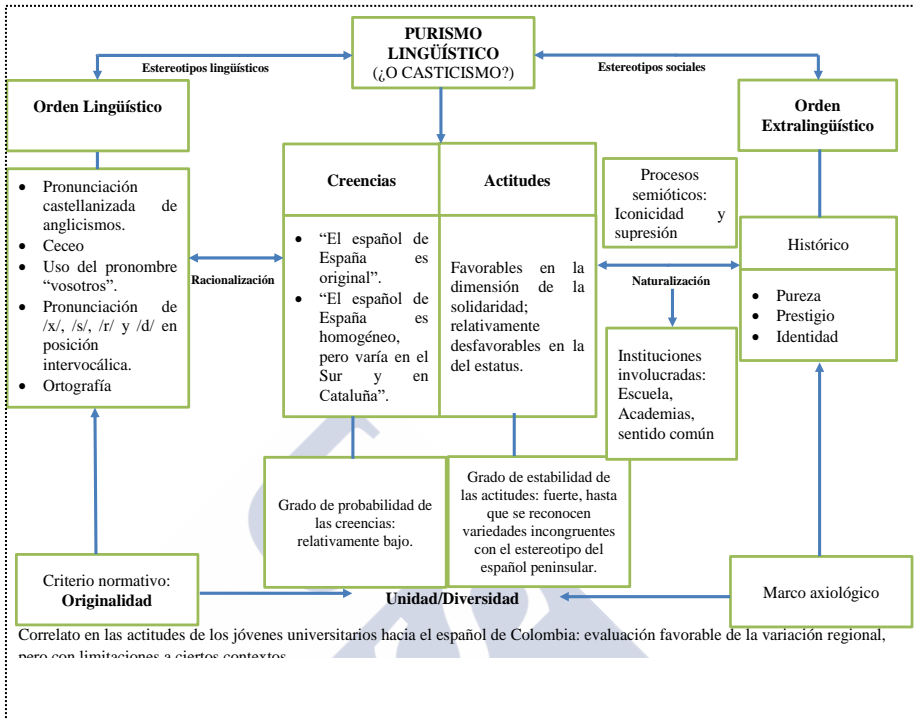 PURISMO
LINGÜÍSTICO
(¿O CASTICISMO?)
Estereotipos lingüísticos
Estereotipos sociales
Orden Lingüístico
Orden
Extralingüístico
• Pronunciación
castellanizada de
anglicismos.
• Ceceo
• Uso del pronombre
“vosotros”.
• Pronunciación de
/x/, /s/, /r/ y /d/ en
posición
intervocálica.
• Ortografía
Racionalización
Creencias
• “El español de
España es
original”.
• “El español de
España es
homogéneo,
pero varía en el
Sur y en
Cataluña”.
Actitudes
Favorables en la
dimensión de la
solidaridad;
relativamente
desfavorables en la
del estatus.
Procesos
semióticos:
Iconicidad y
supresión
Naturalización
Instituciones
involucradas:
Escuela,
Academias,
sentido común
Histórico
• Pureza
• Prestigio
• Identidad
Grado de probabilidad de
las creencias:
relativamente bajo.
Grado de estabilidad de
las actitudes: fuerte, hasta
que se reconocen
variedades incongruentes
con el estereotipo del
español peninsular.
Criterio normativo:
Originalidad
Unidad/Diversidad
Marco axiológico
Correlato en las actitudes de los jóvenes universitarios hacia el español de Colombia: evaluación favorable de la variación regional,
pero con limitaciones a ciertos contextos